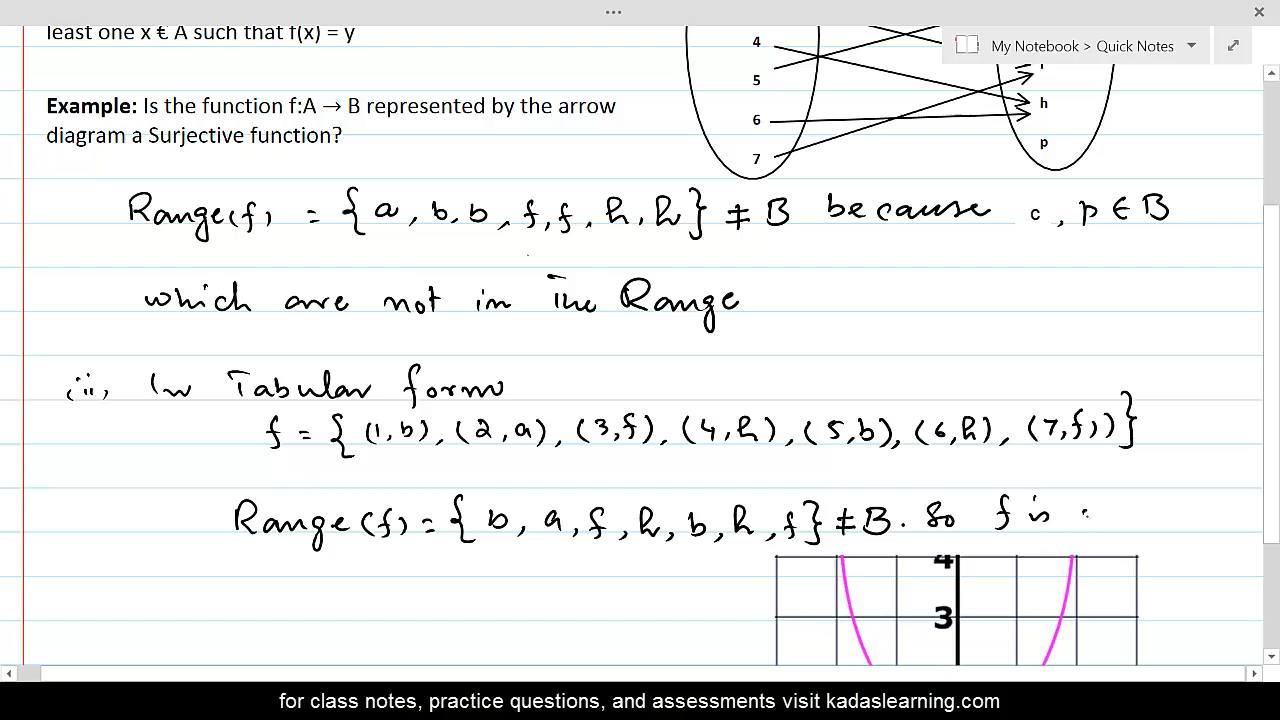 least one x € A such that f(x) = y
My Notebook > Quick Notes
4
5
6
7
h
p
Example: Is the function f:A → B represented by the arrow
diagram a Surjective function?
Range(f) = {a, b, b, f, f, h, h} ≠ B because c, p ∈ B
which are not in The Range
In Tabular form
f = {(1,b), (2,a), (3,f), (4,h), (5,b), (6,h), (7,f)}
Range(f) = {b, a, f, h, b, h, f} ≠ B. So f is
4
3
for class notes, practice questions, and assessments visit kadaslearning.com